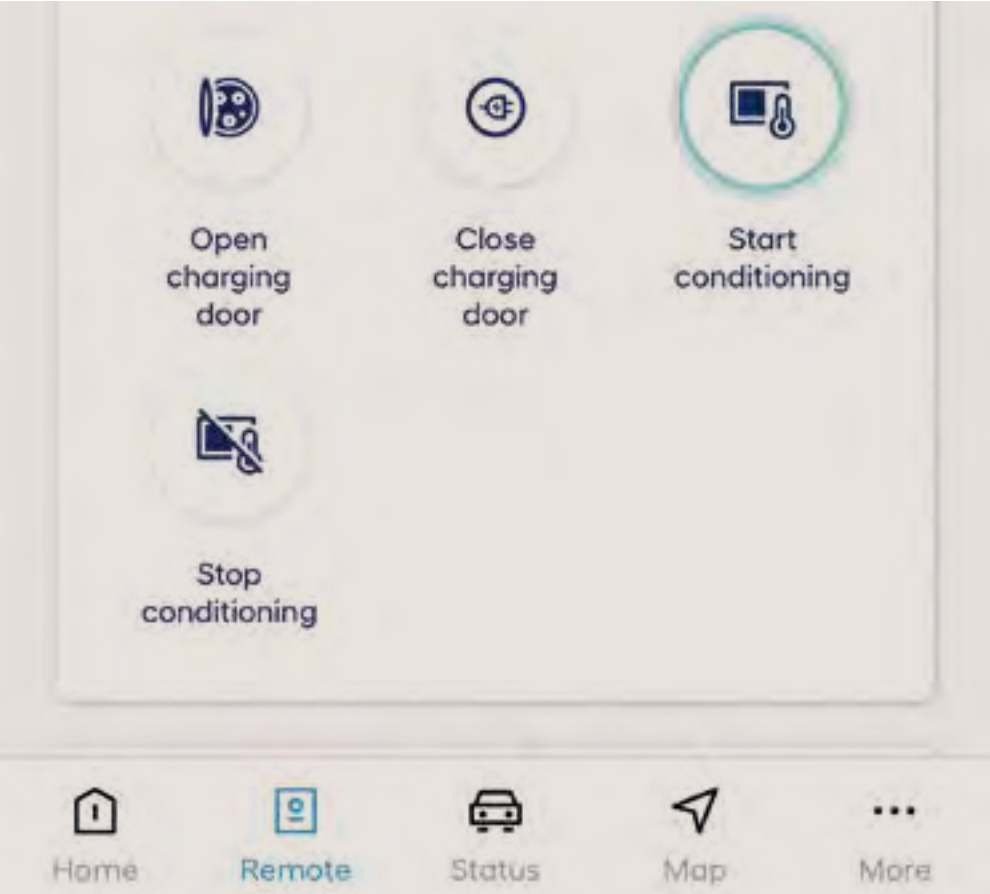 Open
charging
door
Close
charging
door
Start
conditioning
Stop
conditioning
Home
Remote
Status
Map
More